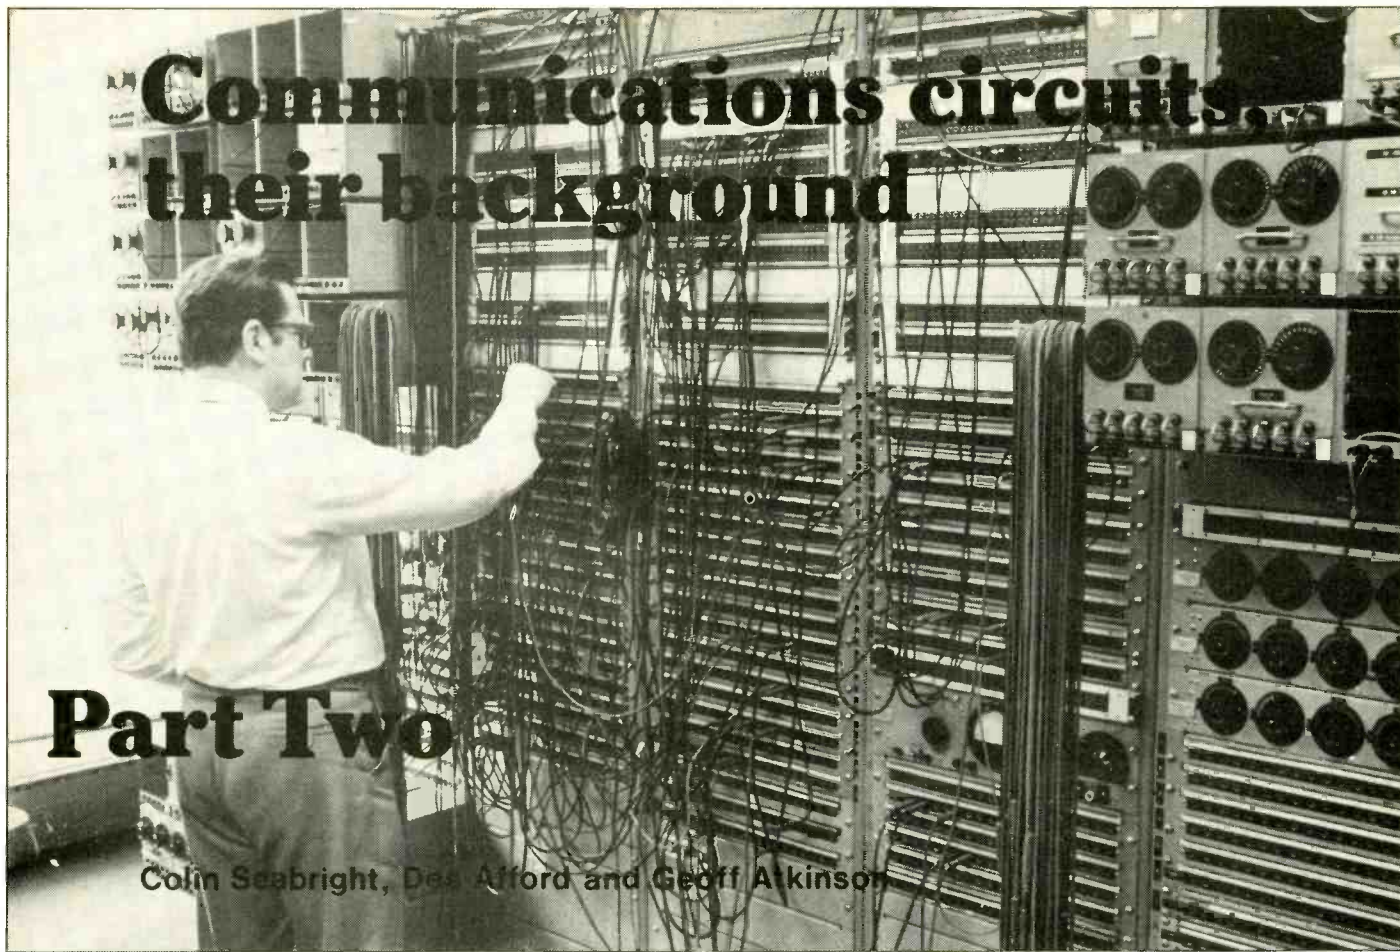 Communications circuits,
their background
Part Two
Colin Seabright, Des Afford and Geoff Atkinson